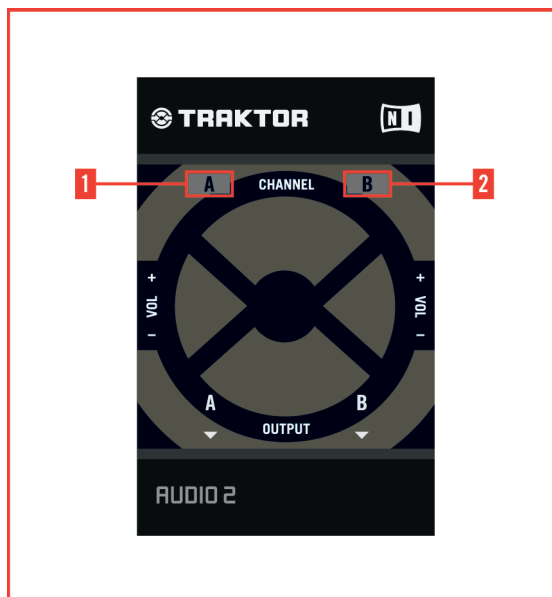 TRAKTOR NI
1 A CHANNEL B 2
+ VOL −
+ VOL −
A B
OUTPUT
AUDIO 2